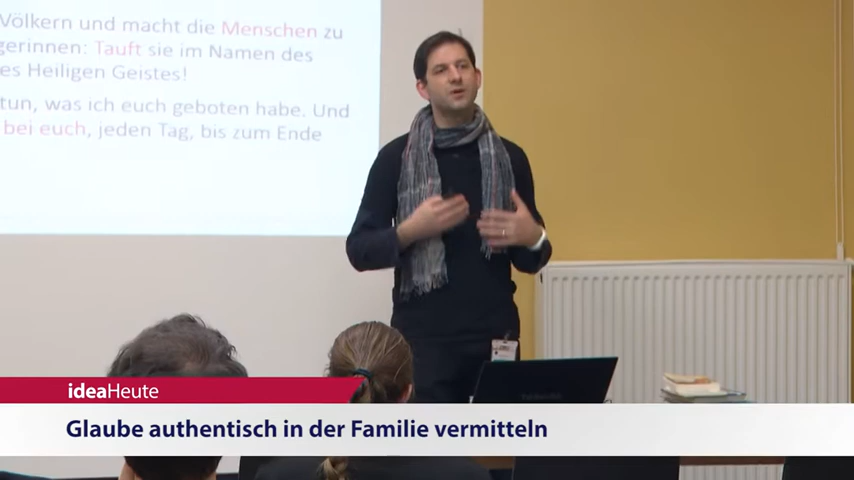 Völkern und macht die Menschen zu
gerinnen: Tauft sie im Namen des
es Heiligen Geistes!
tun, was ich euch geboten habe. Und
bei euch, jeden Tag, bis zum Ende
ideaHeute
Glaube authentisch in der Familie vermitteln